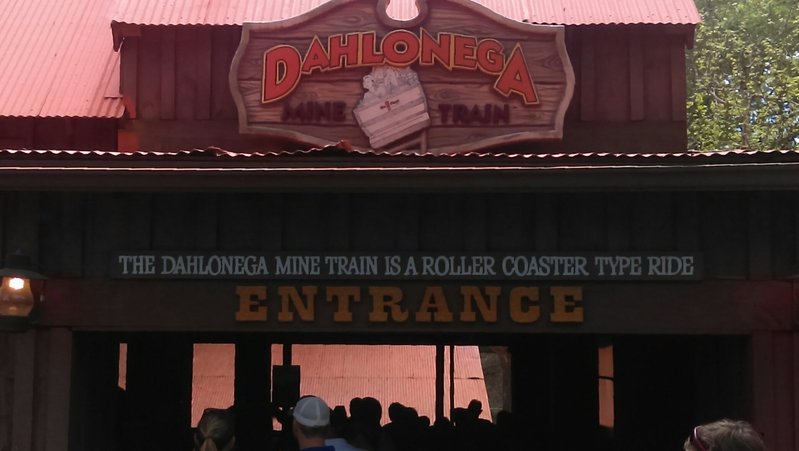 DAHLONEGA
MINE TRAIN
THE DAHLONEGA MINE TRAIN IS A ROLLER COASTER TYPE RIDE
ENTRANCE